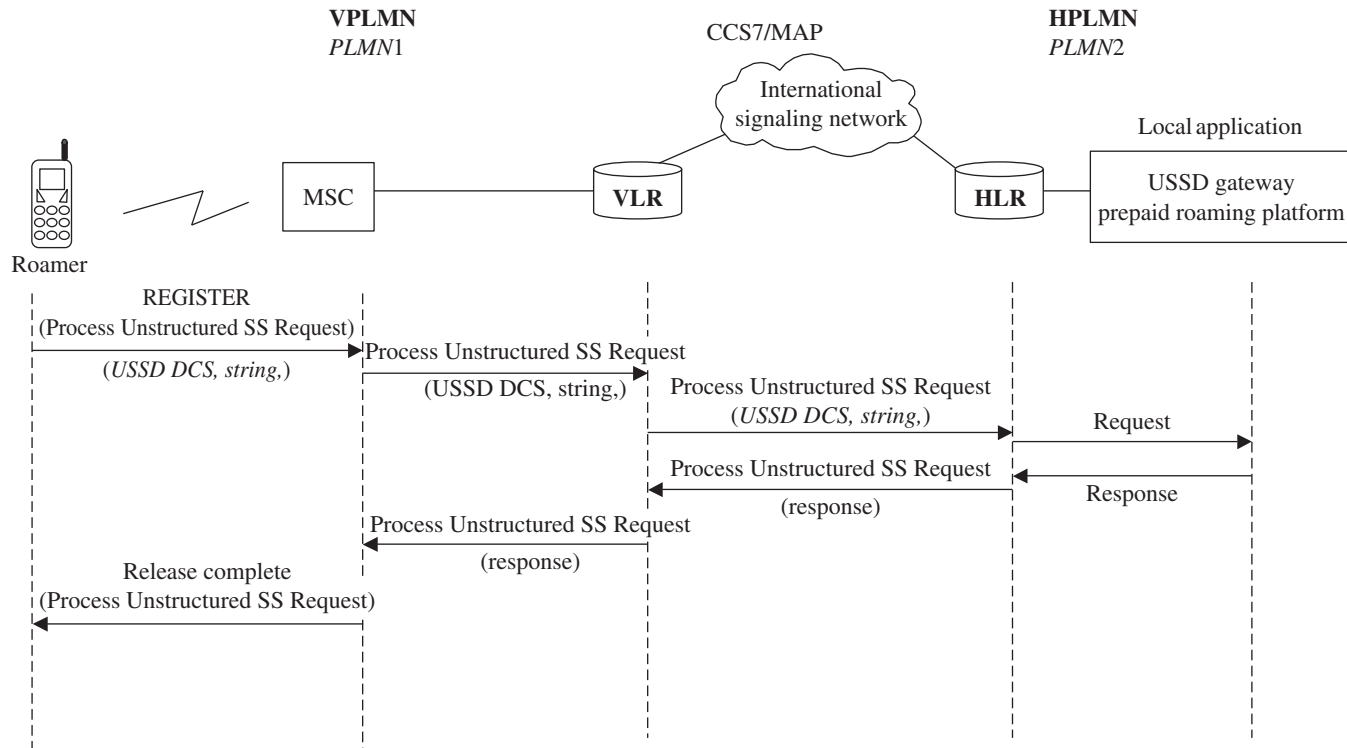 VPLMN
PLMN1
CCS7/MAP
HPLMN
PLMN2
International
signaling network
Local application
MSC
VLR
HLR
USSD gateway
prepaid roaming platform
Roamer
REGISTER
(Process Unstructured SS Request)
(USSD DCS, string,)
Process Unstructured SS Request
(USSD DCS, string,)
Process Unstructured SS Request
(USSD DCS, string,)
Request
Process Unstructured SS Request
(response)
Response
Process Unstructured SS Request
(response)
Release complete
(Process Unstructured SS Request)